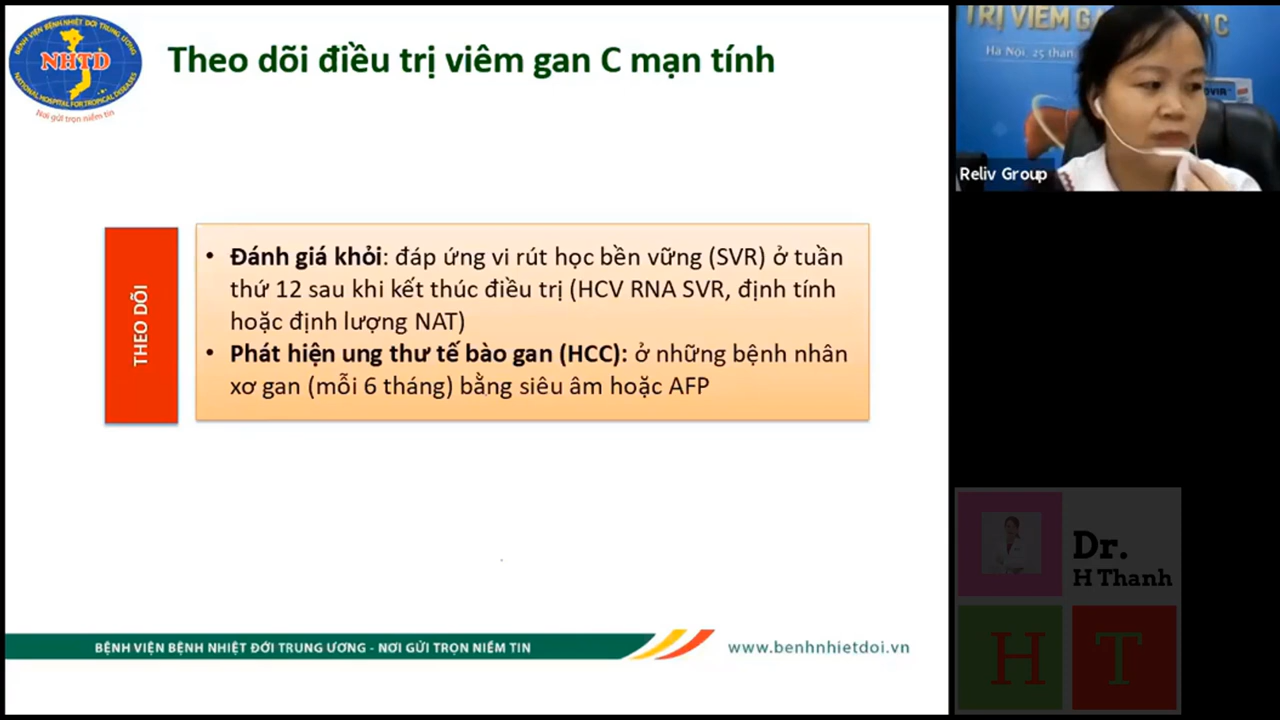 BỆNH VIỆN BỆNH NHIỆT ĐỚI TRUNG ƯƠNG
NHTD
NATIONAL HOSPITAL FOR TROPICAL DISEASES
Nơi gửi trọn niềm tin
Theo dõi điều trị viêm gan C mạn tính
THEO DÕI
• Đánh giá khỏi: đáp ứng vi rút học bền vững (SVR) ở tuần
thứ 12 sau khi kết thúc điều trị (HCV RNA SVR, định tính
hoặc định lượng NAT)
• Phát hiện ung thư tế bào gan (HCC): ở những bệnh nhân
xơ gan (mỗi 6 tháng) bằng siêu âm hoặc AFP
BỆNH VIỆN BỆNH NHIỆT ĐỚI TRUNG ƯƠNG - NƠI GỬI TRỌN NIỀM TIN
www.benhnhietdoi.vn
TRỊ VIÊM C
Hà Nội, 25
Reliv Group
Dr.
H Thanh
H T